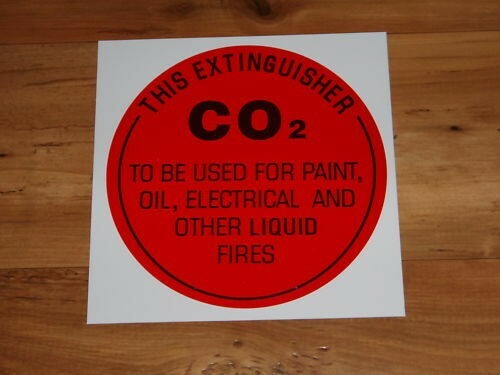 THIS EXTINGUISHER
CO₂
TO BE USED FOR PAINT,
OIL, ELECTRICAL AND
OTHER LIQUID
FIRES